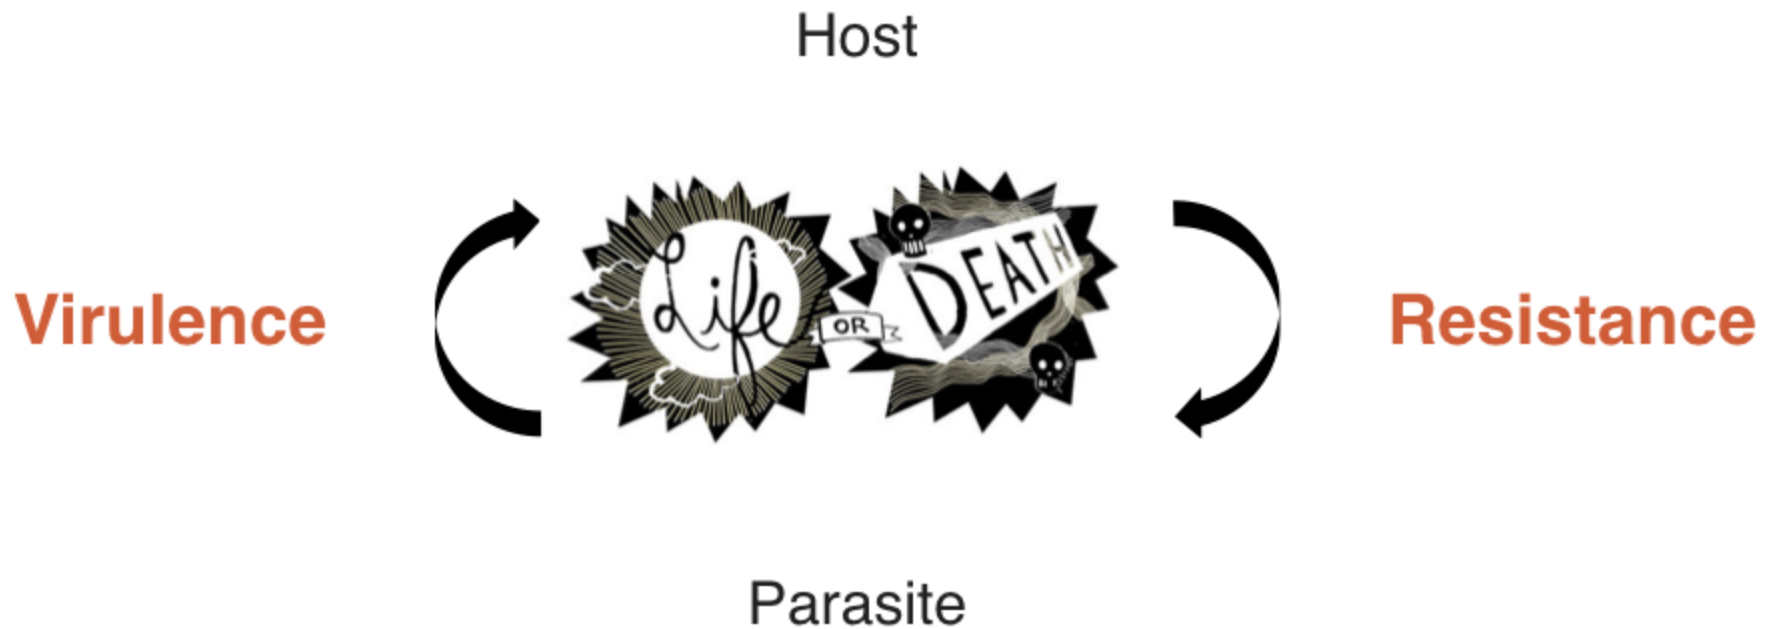 Host
Virulence
Life
OR
DEATH
Resistance
Parasite